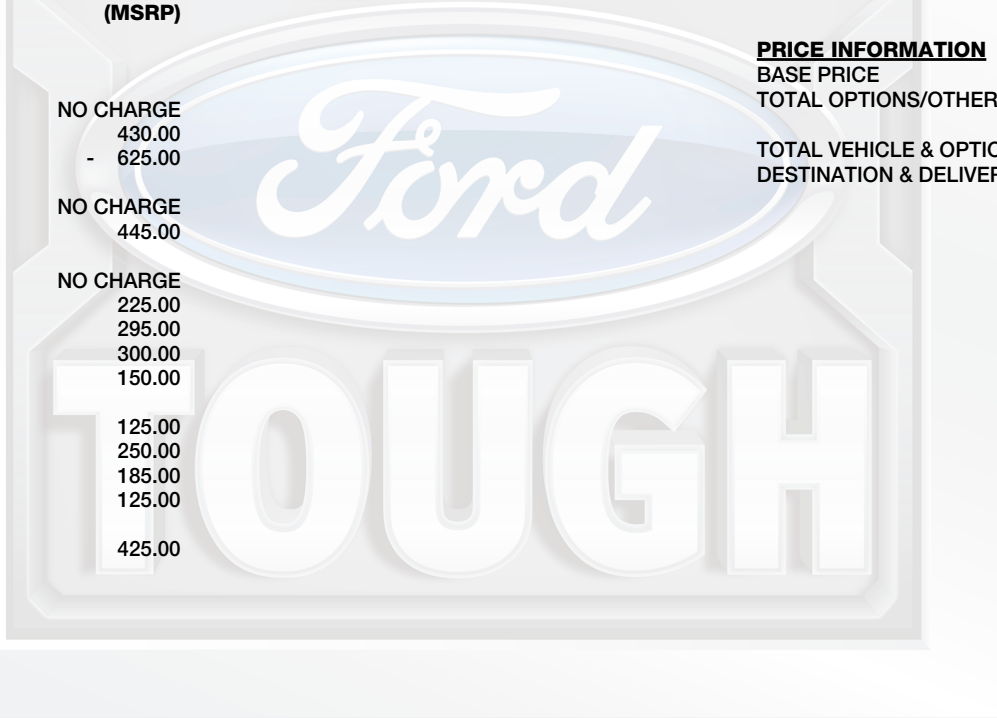 (MSRP)
NO CHARGE
430.00
- 625.00
NO CHARGE
445.00
NO CHARGE
225.00
295.00
300.00
150.00
125.00
250.00
185.00
125.00
425.00
PRICE INFORMATION
BASE PRICE
TOTAL OPTIONS/OTHER
TOTAL VEHICLE & OPTIO
DESTINATION & DELIVER
Ford
TOUGH